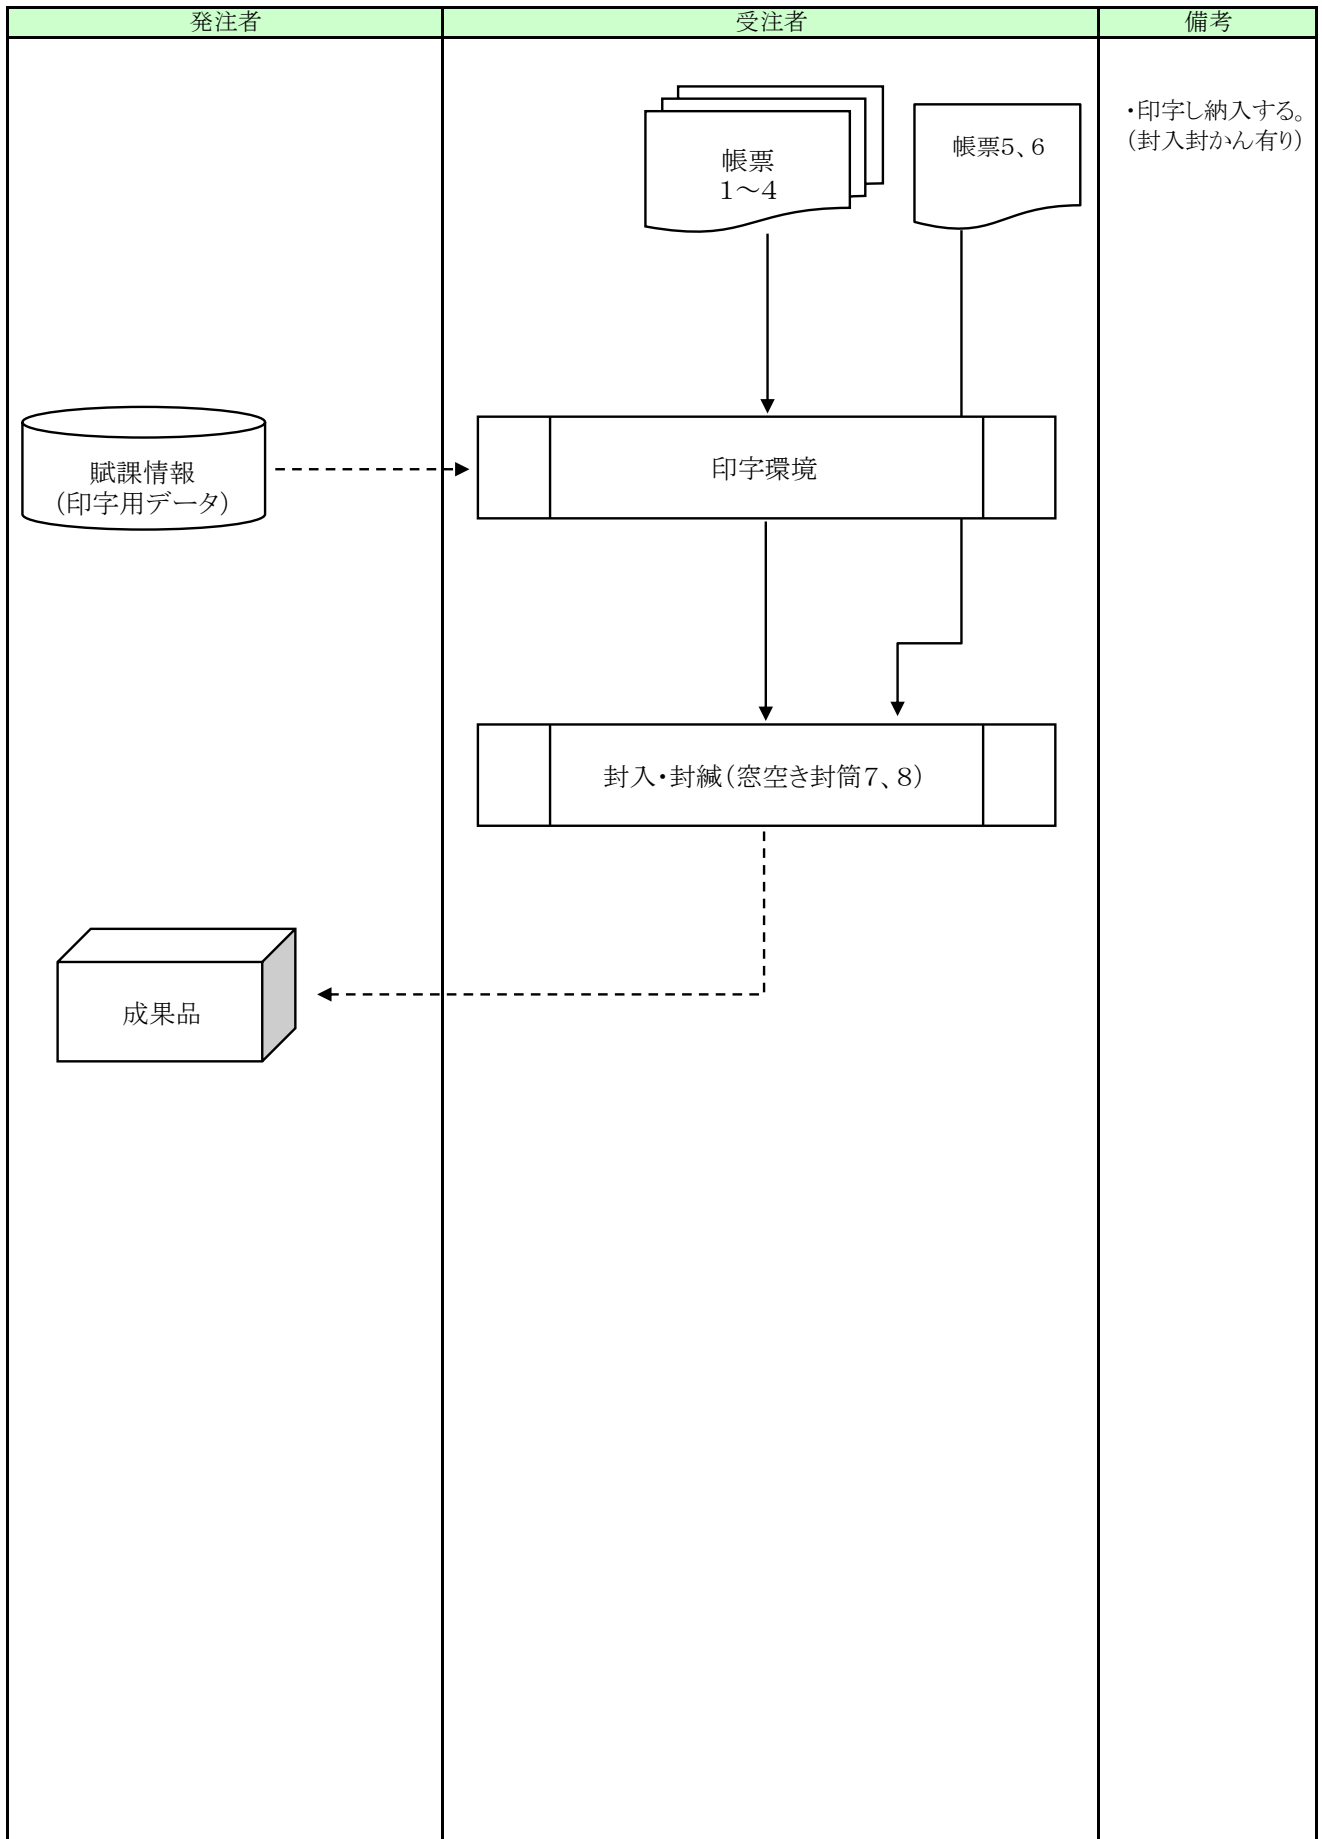 発注者
受注者
備考
帳票
1～4
帳票5、6
・印字し納入する。
(封入封かん有り)
賦課情報
(印字用データ)
印字環境
封入・封緘(窓空き封筒7、8)
成果品